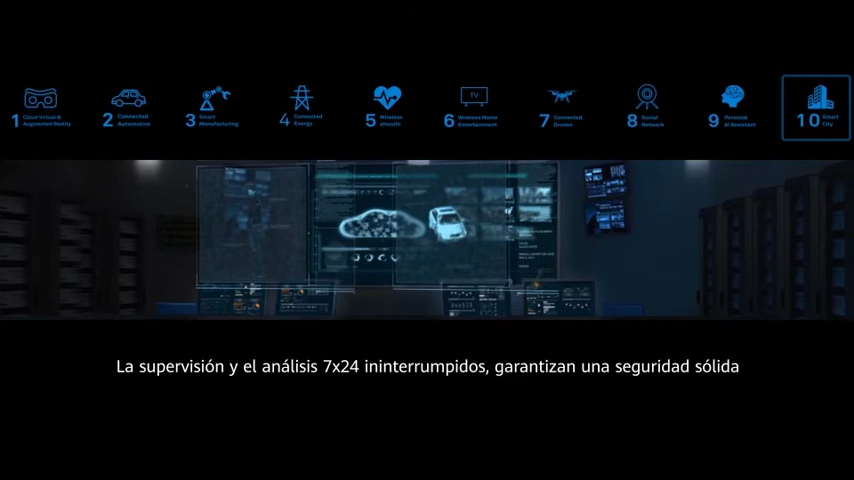 1 Cloud Virtual & Augmented Reality
2 Connected Automotive
3 Smart Manufacturing
4 Connected Energy
5 Wireless eHealth
TV
6 Wireless Home Entertainment
7 Connected Drones
8 Social Network
9 Personal AI Assistant
10 Smart City
La supervisión y el análisis 7x24 ininterrumpidos, garantizan una seguridad sólida